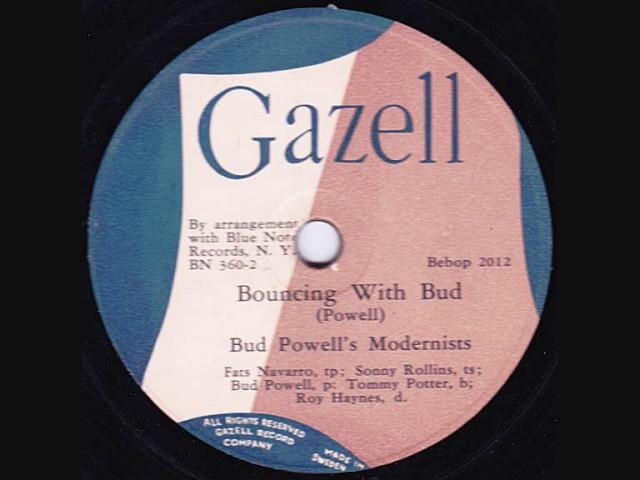 Gazell
By arrangement
with Blue Note
Records, N. Y.
BN 360-2
Bebop 2012
Bouncing With Bud
(Powell)
Bud Powell's Modernists
Fats Navarro, tp; Sonny Rollins, ts;
Bud Powell, p: Tommy Potter, b;
Roy Haynes, d.
ALL RIGHTS RESERVED
GAZELL RECORD
COMPANY
MADE IN
SWEDEN